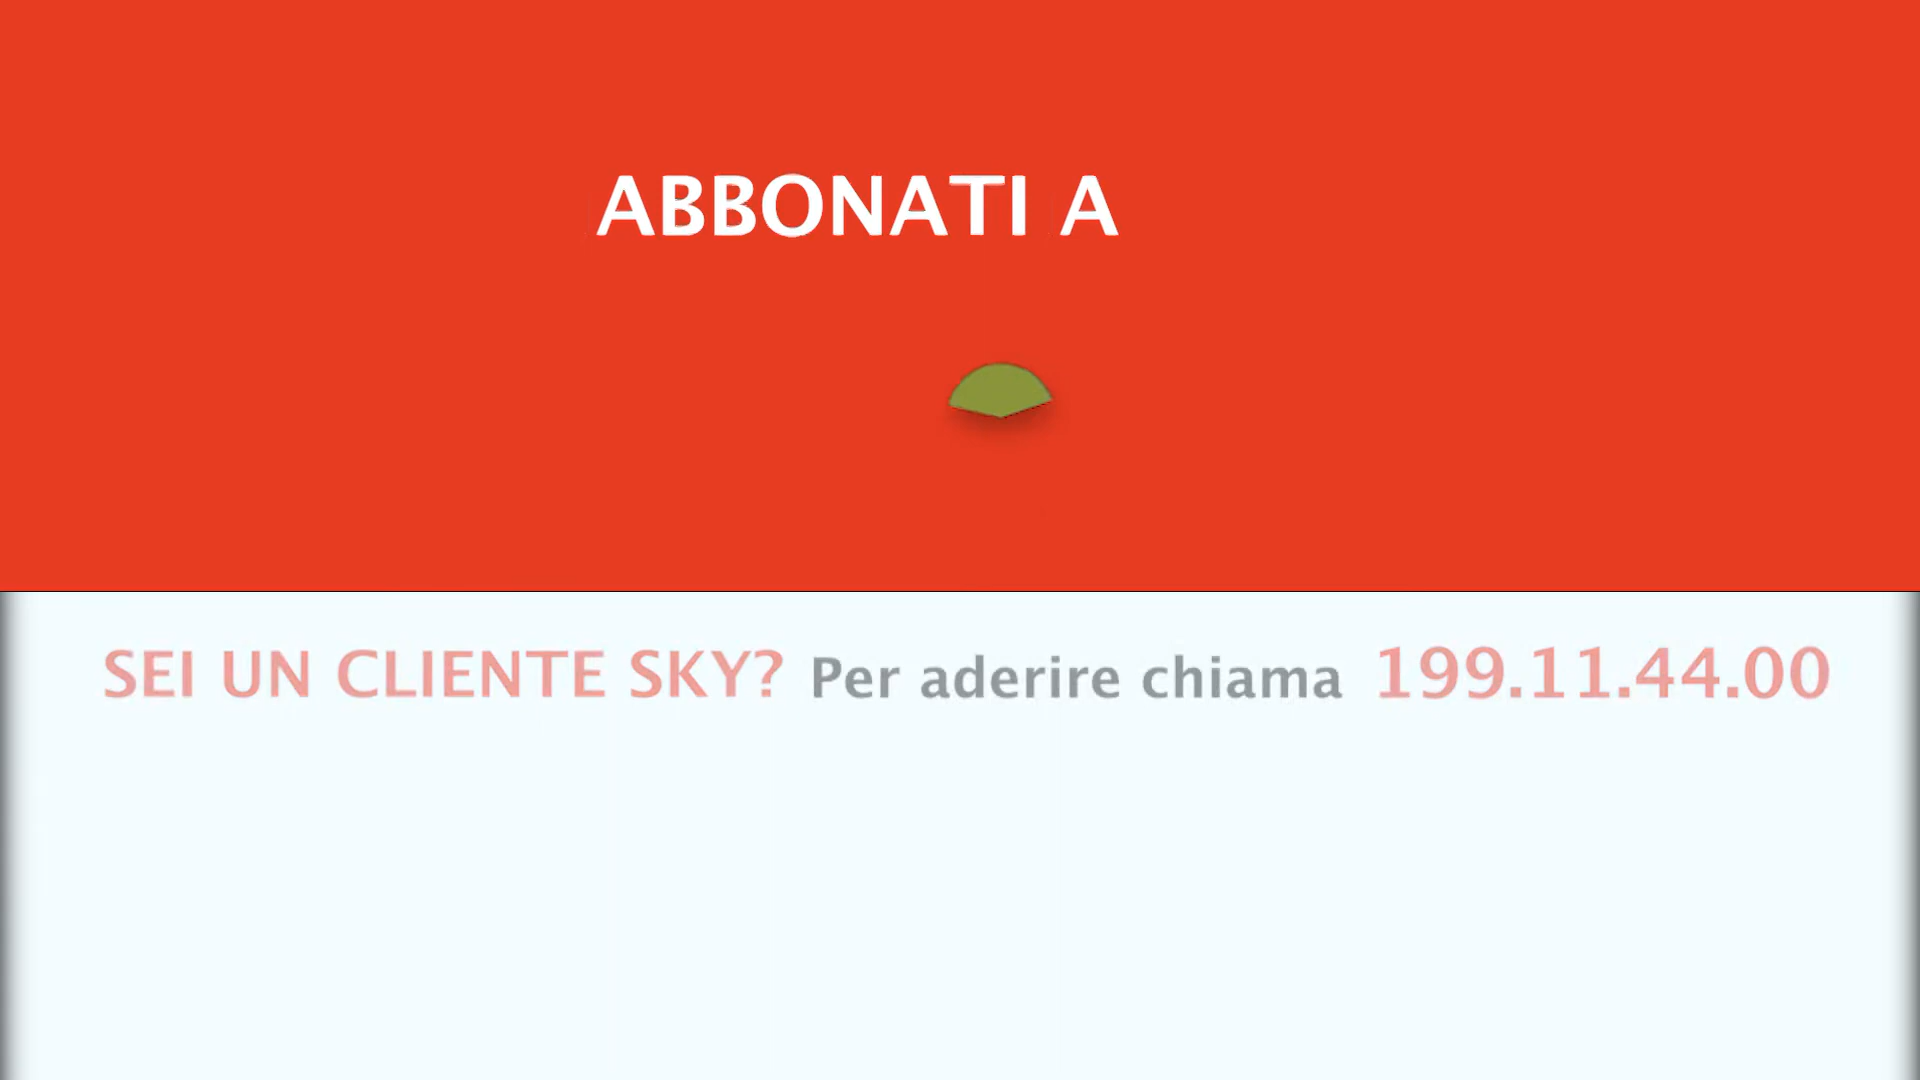 ABBONATI A
SEI UN CLIENTE SKY? Per aderire chiama 199.11.44.00